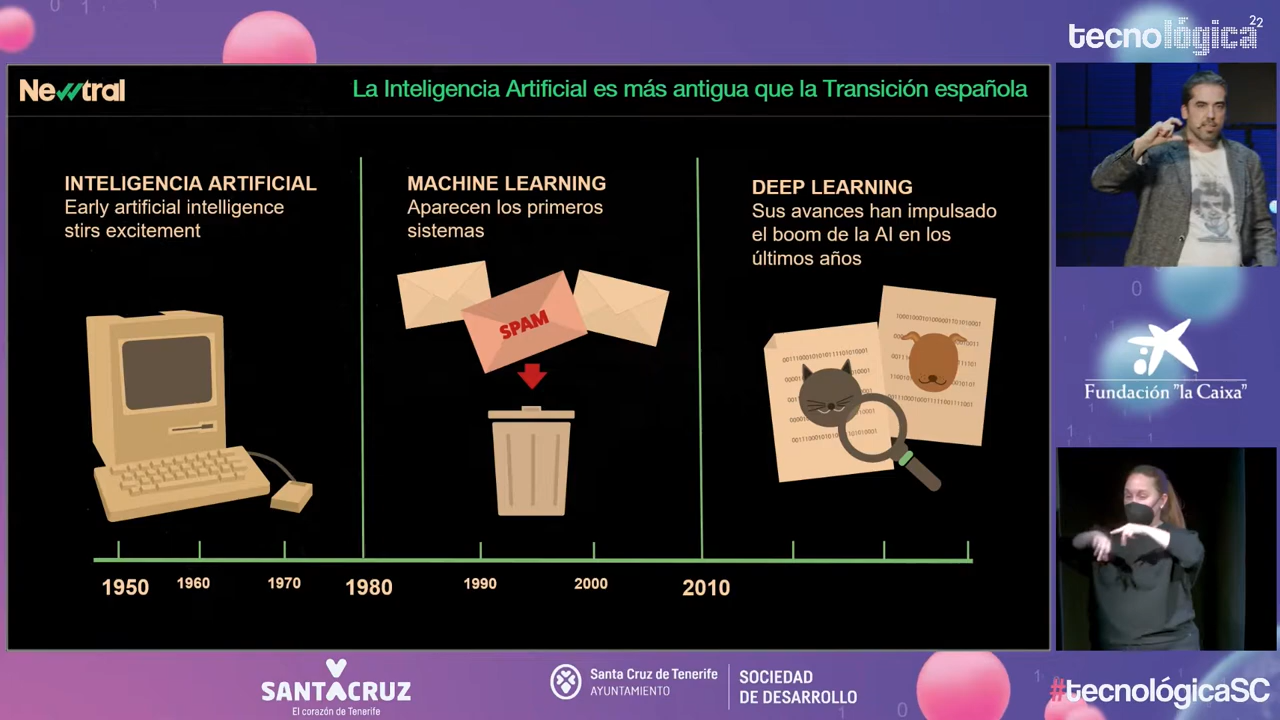 tecnológica22
Newtral
La Inteligencia Artificial es más antigua que la Transición española
INTELIGENCIA ARTIFICIAL
Early artificial intelligence
stirs excitement
MACHINE LEARNING
Aparecen los primeros
sistemas
SPAM
DEEP LEARNING
Sus avances han impulsado
el boom de la AI en los
últimos años
1950
1960
1970
1980
1990
2000
2010
Fundación "la Caixa"
SANTACRUZ
El corazón de Tenerife
Santa Cruz de Tenerife
AYUNTAMIENTO
SOCIEDAD
DE DESARROLLO
#tecnológicaSC